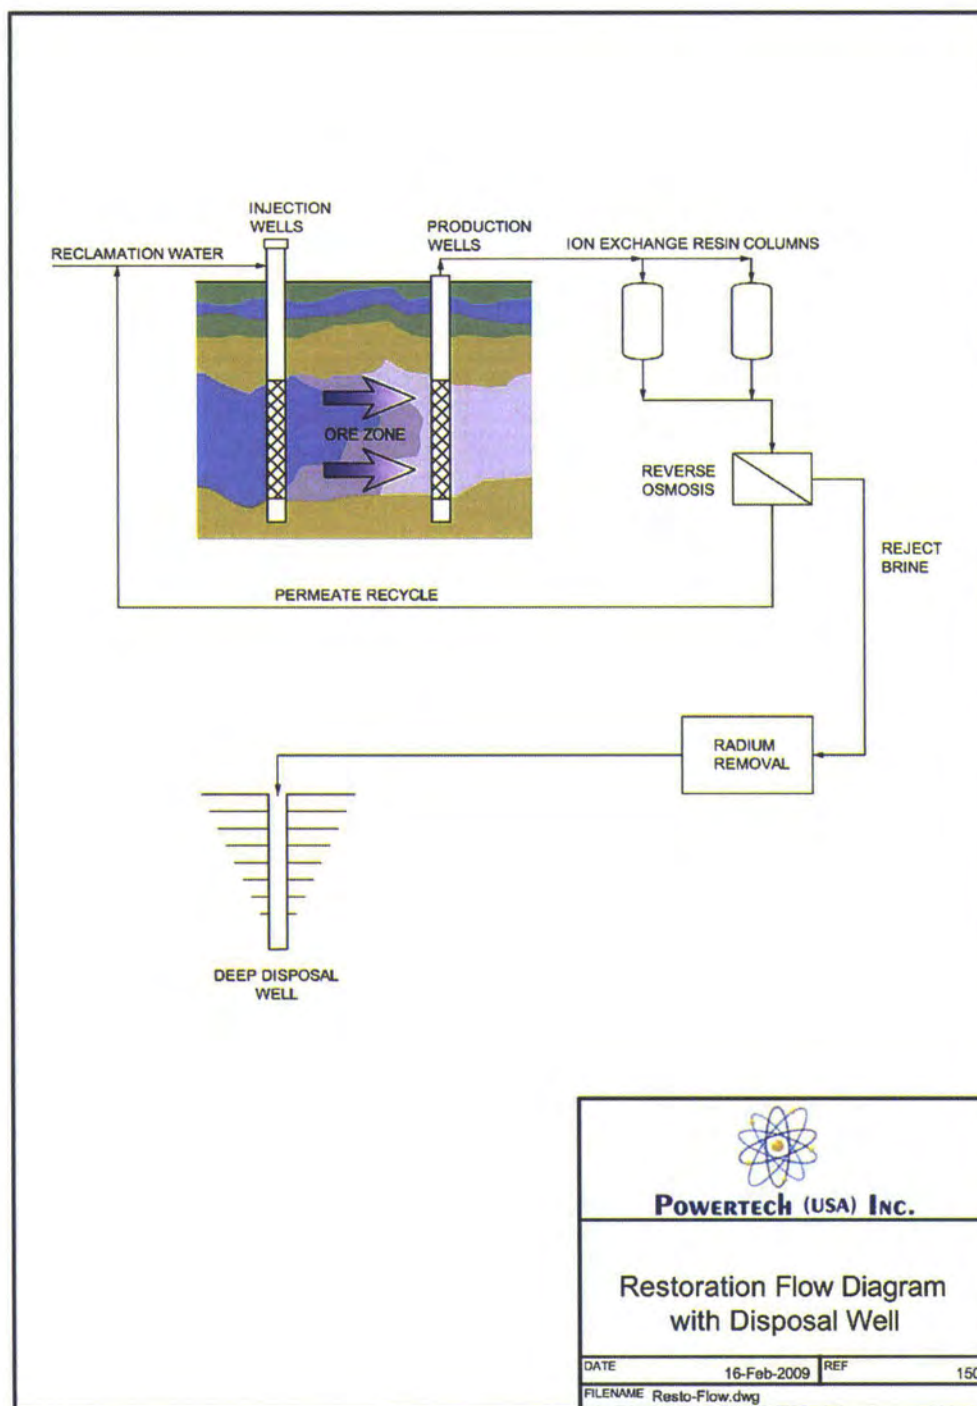 INJECTION
WELLS
PRODUCTION
WELLS
ION EXCHANGE RESIN COLUMNS
RECLAMATION WATER
ORE ZONE
REVERSE
OSMOSIS
REJECT
BRINE
PERMEATE RECYCLE
RADIUM
REMOVAL
DEEP DISPOSAL
WELL
POWERTECH (USA) INC.
Restoration Flow Diagram
with Disposal Well
DATE 16-Feb-2009 REF 150
FILENAME Resto-Flow.dwg